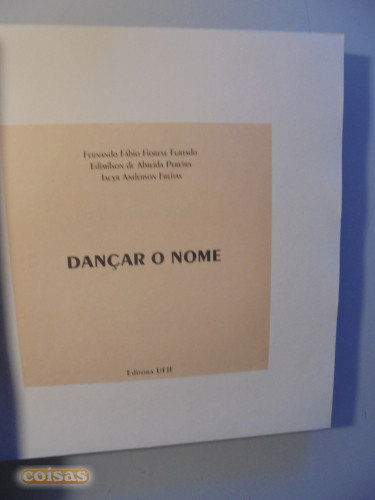 Fernando Fábio Fiorese Furtado
Edimilson de Almeida Pereira
Iacyr Anderson Freitas
DANÇAR O NOME
Editora UFJF
coisas